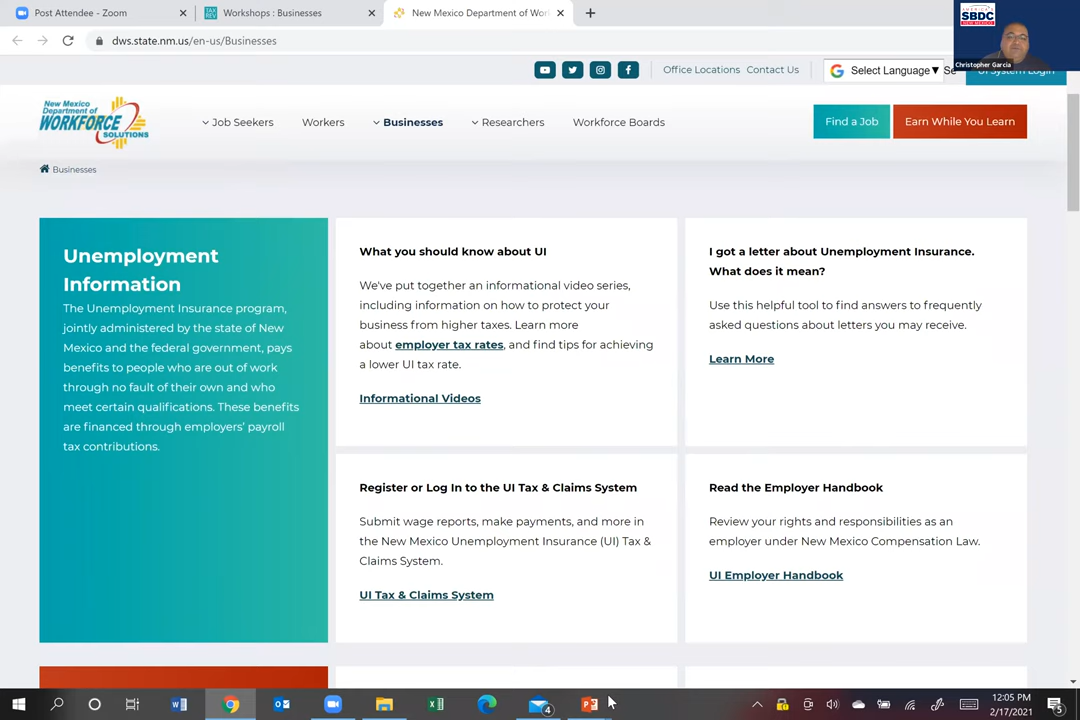 Post Attendee - Zoom
Workshops : Businesses
New Mexico Department of Wor
dws.state.nm.us/en-us/Businesses
AMERICA'S
SBDC
NEW MEXICO
Christopher Garcia
Office Locations Contact Us
Select Language▼ Se
UI System Login
New Mexico
Department of
WORKFORCE
SOLUTIONS
Job Seekers
Workers
Businesses
Researchers
Workforce Boards
Find a Job
Earn While You Learn
Businesses
Unemployment
Information
The Unemployment Insurance program,
jointly administered by the state of New
Mexico and the federal government, pays
benefits to people who are out of work
through no fault of their own and who
meet certain qualifications. These benefits
are financed through employers' payroll
tax contributions.
What you should know about UI
We've put together an informational video series,
including information on how to protect your
business from higher taxes. Learn more
about employer tax rates, and find tips for achieving
a lower UI tax rate.
Informational Videos
I got a letter about Unemployment Insurance.
What does it mean?
Use this helpful tool to find answers to frequently
asked questions about letters you may receive.
Learn More
Register or Log In to the UI Tax & Claims System
Submit wage reports, make payments, and more in
the New Mexico Unemployment Insurance (UI) Tax &
Claims System.
UI Tax & Claims System
Read the Employer Handbook
Review your rights and responsibilities as an
employer under New Mexico Compensation Law.
UI Employer Handbook
4
12:05 PM
2/17/2021
5